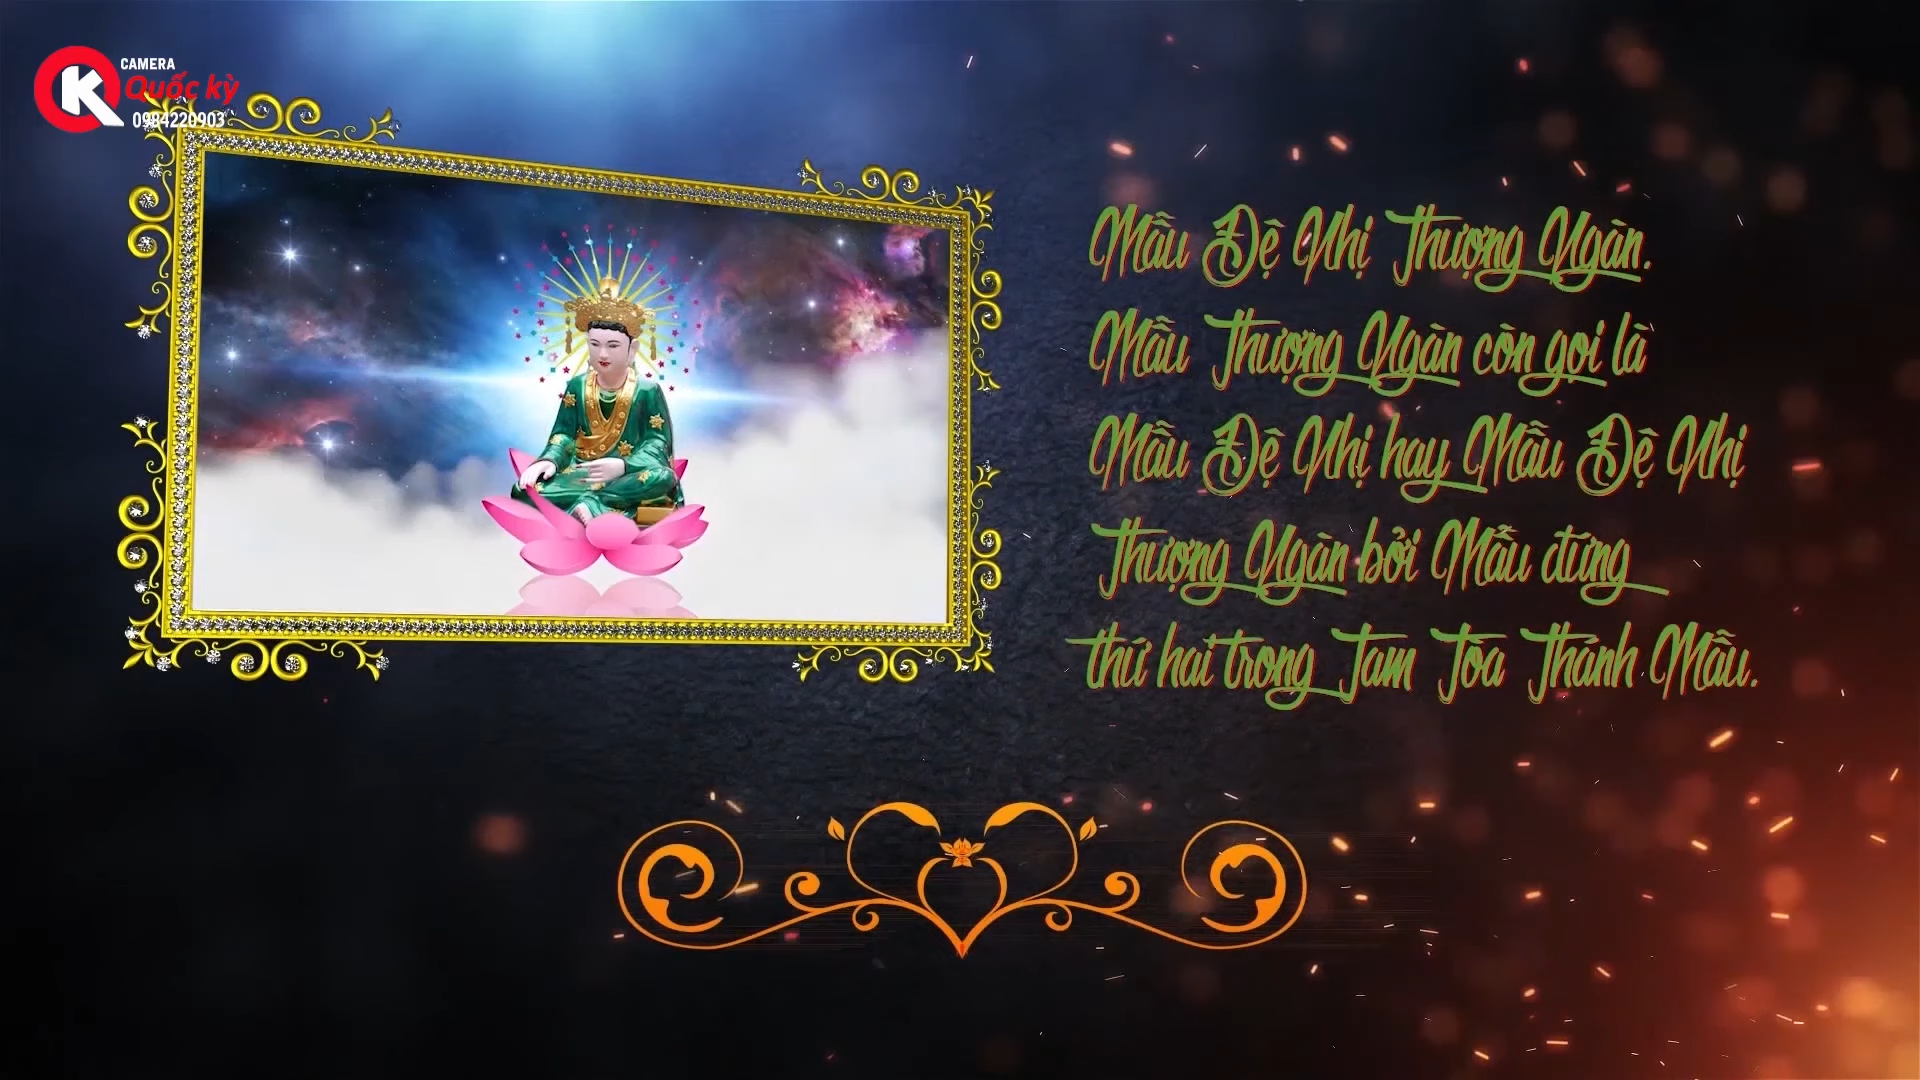 CAMERA
Quốc kỳ
0984220903
Mẫu Đệ Nhị Thượng Ngàn.
Mẫu Thượng Ngàn còn gọi là
Mẫu Đệ Nhị hay Mẫu Đệ Nhị
Thượng Ngàn bởi Mẫu đứng
thứ hai trong Tam Tòa Thánh Mẫu.